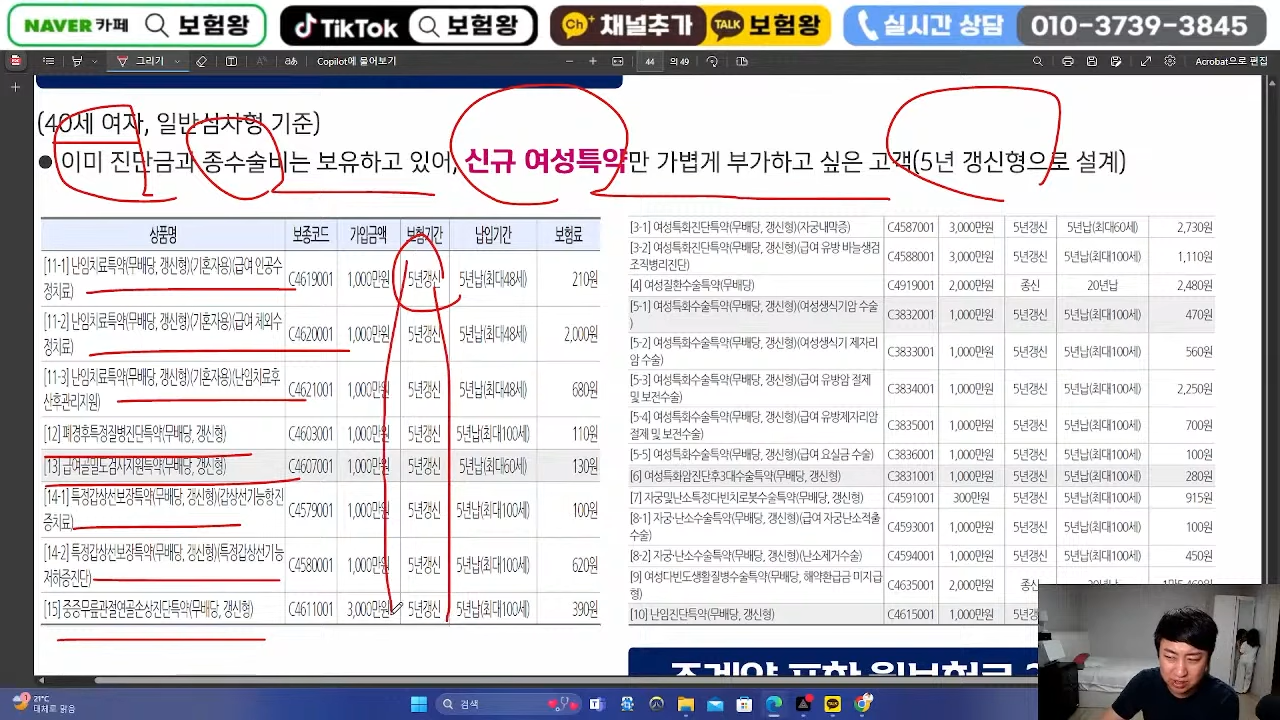 NAVER 카페 보험왕
TikTok 보험왕
Ch+ 채널추가 TALK 보험왕
실시간 상담 010-3739-3845
그리기
Copilot에 물어보기
44 의 49
Acrobat으로 편집
(40세 여자, 일반심사형 기준)
● 이미 진단금과 종수술비는 보유하고 있어, 신규 여성특약만 가볍게 부가하고 싶은 고객(5년 갱신형으로 설계)
상품명 보종코드 가입금액 보험기간 납입기간 보험료
[11-1] 난임치료특약(무배당, 갱신형)(기혼자용)(급여 인공수정치료) C4619001 1,000만원 5년갱신 5년납(최대48세) 210원
[11-2] 난임치료특약(무배당, 갱신형)(기혼자용)(급여 체외수정치료) C4620001 1,000만원 5년갱신 5년납(최대48세) 2,000원
[11-3] 난임치료특약(무배당, 갱신형)(기혼자용)(난임치료후 산후관리지원) C4621001 1,000만원 5년갱신 5년납(최대48세) 680원
[12] 폐경후특정질병진단특약(무배당, 갱신형) C4603001 1,000만원 5년갱신 5년납(최대100세) 110원
[13] 급여골밀도검사지원특약(무배당, 갱신형) C4607001 1,000만원 5년갱신 5년납(최대60세) 130원
[14-1] 특정갑상선보장특약(무배당, 갱신형)(갑상선기능항진증치료) C4579001 1,000만원 5년갱신 5년납(최대100세) 100원
[14-2] 특정갑상선보장특약(무배당, 갱신형)(특정갑상선기능저하증진단) C4580001 1,000만원 5년갱신 5년납(최대100세) 620원
[15] 중증무릎관절연골손상진단특약(무배당, 갱신형) C4611001 3,000만원 5년갱신 5년납(최대100세) 390원
[3-1] 여성특화진단특약(무배당, 갱신형)(자궁내막증) C4587001 3,000만원 5년갱신 5년납(최대60세) 2,730원
[3-2] 여성특화진단특약(무배당, 갱신형)(급여 유방 바늘생검 조직병리진단) C4588001 3,000만원 5년갱신 5년납(최대100세) 1,110원
[4] 여성질환수술특약(무배당) C4919001 2,000만원 종신 20년납 2,480원
[5-1] 여성특화수술특약(무배당, 갱신형)(여성생식기암 수술) C3832001 1,000만원 5년갱신 5년납(최대100세) 470원
[5-2] 여성특화수술특약(무배당, 갱신형)(여성생식기 제자리암 수술) C3833001 1,000만원 5년갱신 5년납(최대100세) 560원
[5-3] 여성특화수술특약(무배당, 갱신형)(급여 유방암 절제 및 보전수술) C3834001 1,000만원 5년갱신 5년납(최대100세) 2,250원
[5-4] 여성특화수술특약(무배당, 갱신형)(급여 유방제자리암 절제 및 보전수술) C3835001 1,000만원 5년갱신 5년납(최대100세) 700원
[5-5] 여성특화수술특약(무배당, 갱신형)(급여 요실금 수술) C3836001 1,000만원 5년갱신 5년납(최대100세) 100원
[6] 여성특화암진단후3대수술특약(무배당, 갱신형) C3831001 1,000만원 5년갱신 5년납(최대100세) 280원
[7] 자궁및난소특정다빈치로봇수술특약(무배당, 갱신형) C4591001 300만원 5년갱신 5년납(최대100세) 915원
[8-1] 자궁·난소수술특약(무배당, 갱신형)(급여 자궁난소적출수술) C4593001 1,000만원 5년갱신 5년납(최대100세) 100원
[8-2] 자궁·난소수술특약(무배당, 갱신형)(난소제거수술) C4594001 1,000만원 5년갱신 5년납(최대100세) 450원
[9] 여성다빈도생활질병수술특약(무배당, 해약환급금 미지급형) C4635001 2,000만원 종신
[10] 난임진단특약(무배당, 갱신형) C4615001 1,000만원
21°C
대체로 맑음
검색